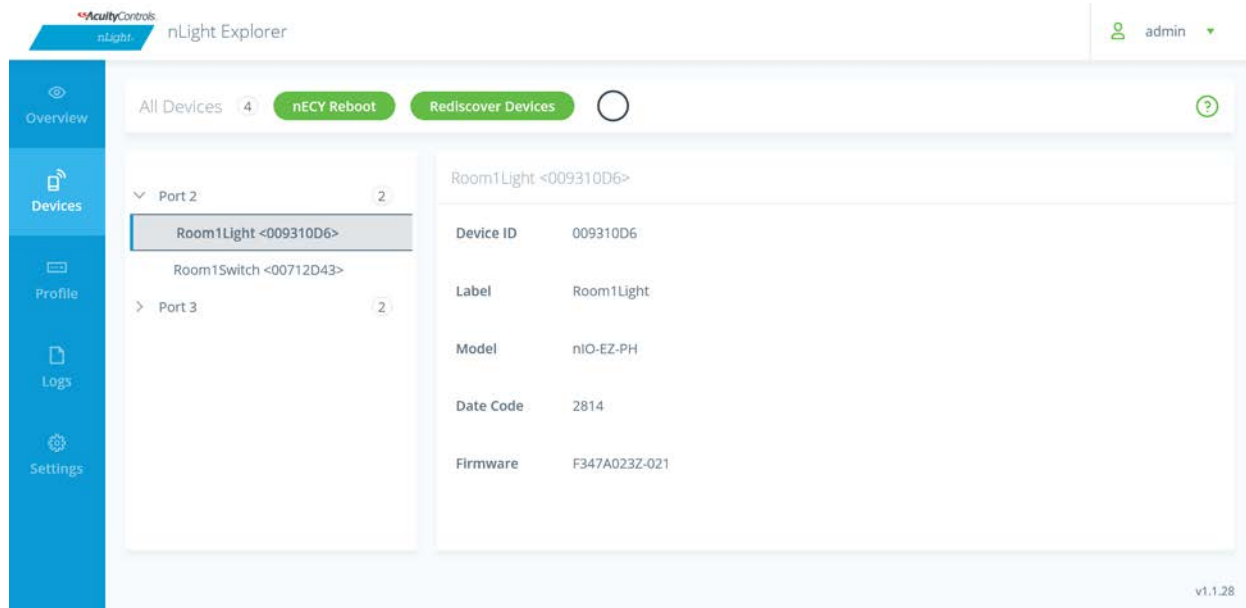 AcuityControls.
nLight.
nLight Explorer
admin
Overview
Devices
Profile
Logs
Settings
All Devices 4 nECY Reboot Rediscover Devices ?
Port 2 2
Room1Light <009310D6>
Room1Switch <00712D43>
Port 3 2
Room1Light <009310D6>
Device ID 009310D6
Label Room1Light
Model nIO-EZ-PH
Date Code 2814
Firmware F347A023Z-021
v1.1.28